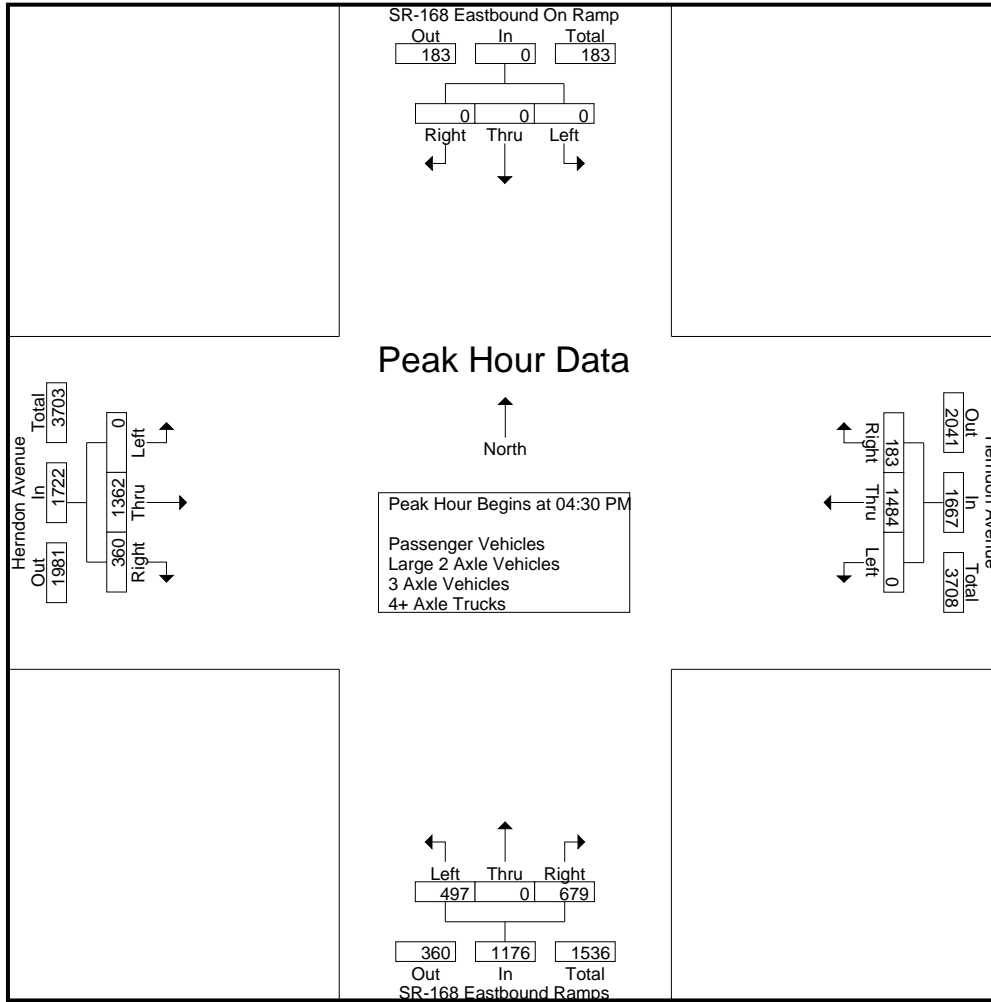 SR-168 Eastbound On Ramp
Out In Total
183 0 183
0 0 0
Right Thru Left
Peak Hour Data
North
Peak Hour Begins at 04:30 PM
Passenger Vehicles
Large 2 Axle Vehicles
3 Axle Vehicles
4+ Axle Trucks
Herndon Avenue
Out In Total
1981 1722 3703
Right Thru Left
360 1362 0
Herndon Avenue
Out In Total
2041 1667 3708
Right Thru Left
183 1484 0
Left Thru Right
497 0 679
360 1176 1536
Out In Total
SR-168 Eastbound Ramps